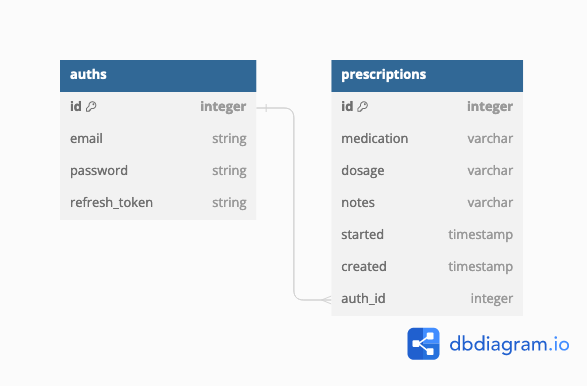 auths
id integer
email string
password string
refresh_token string
prescriptions
id integer
medication varchar
dosage varchar
notes varchar
started timestamp
created timestamp
auth_id integer
dbdiagram.io